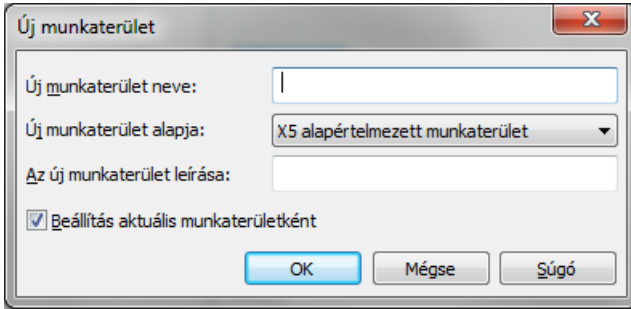 Új munkaterület
Új munkaterület neve:
Új munkaterület alapja: X5 alapértelmezett munkaterület
Az új munkaterület leírása:
Beállítás aktuális munkaterületként
OK Mégse Súgó